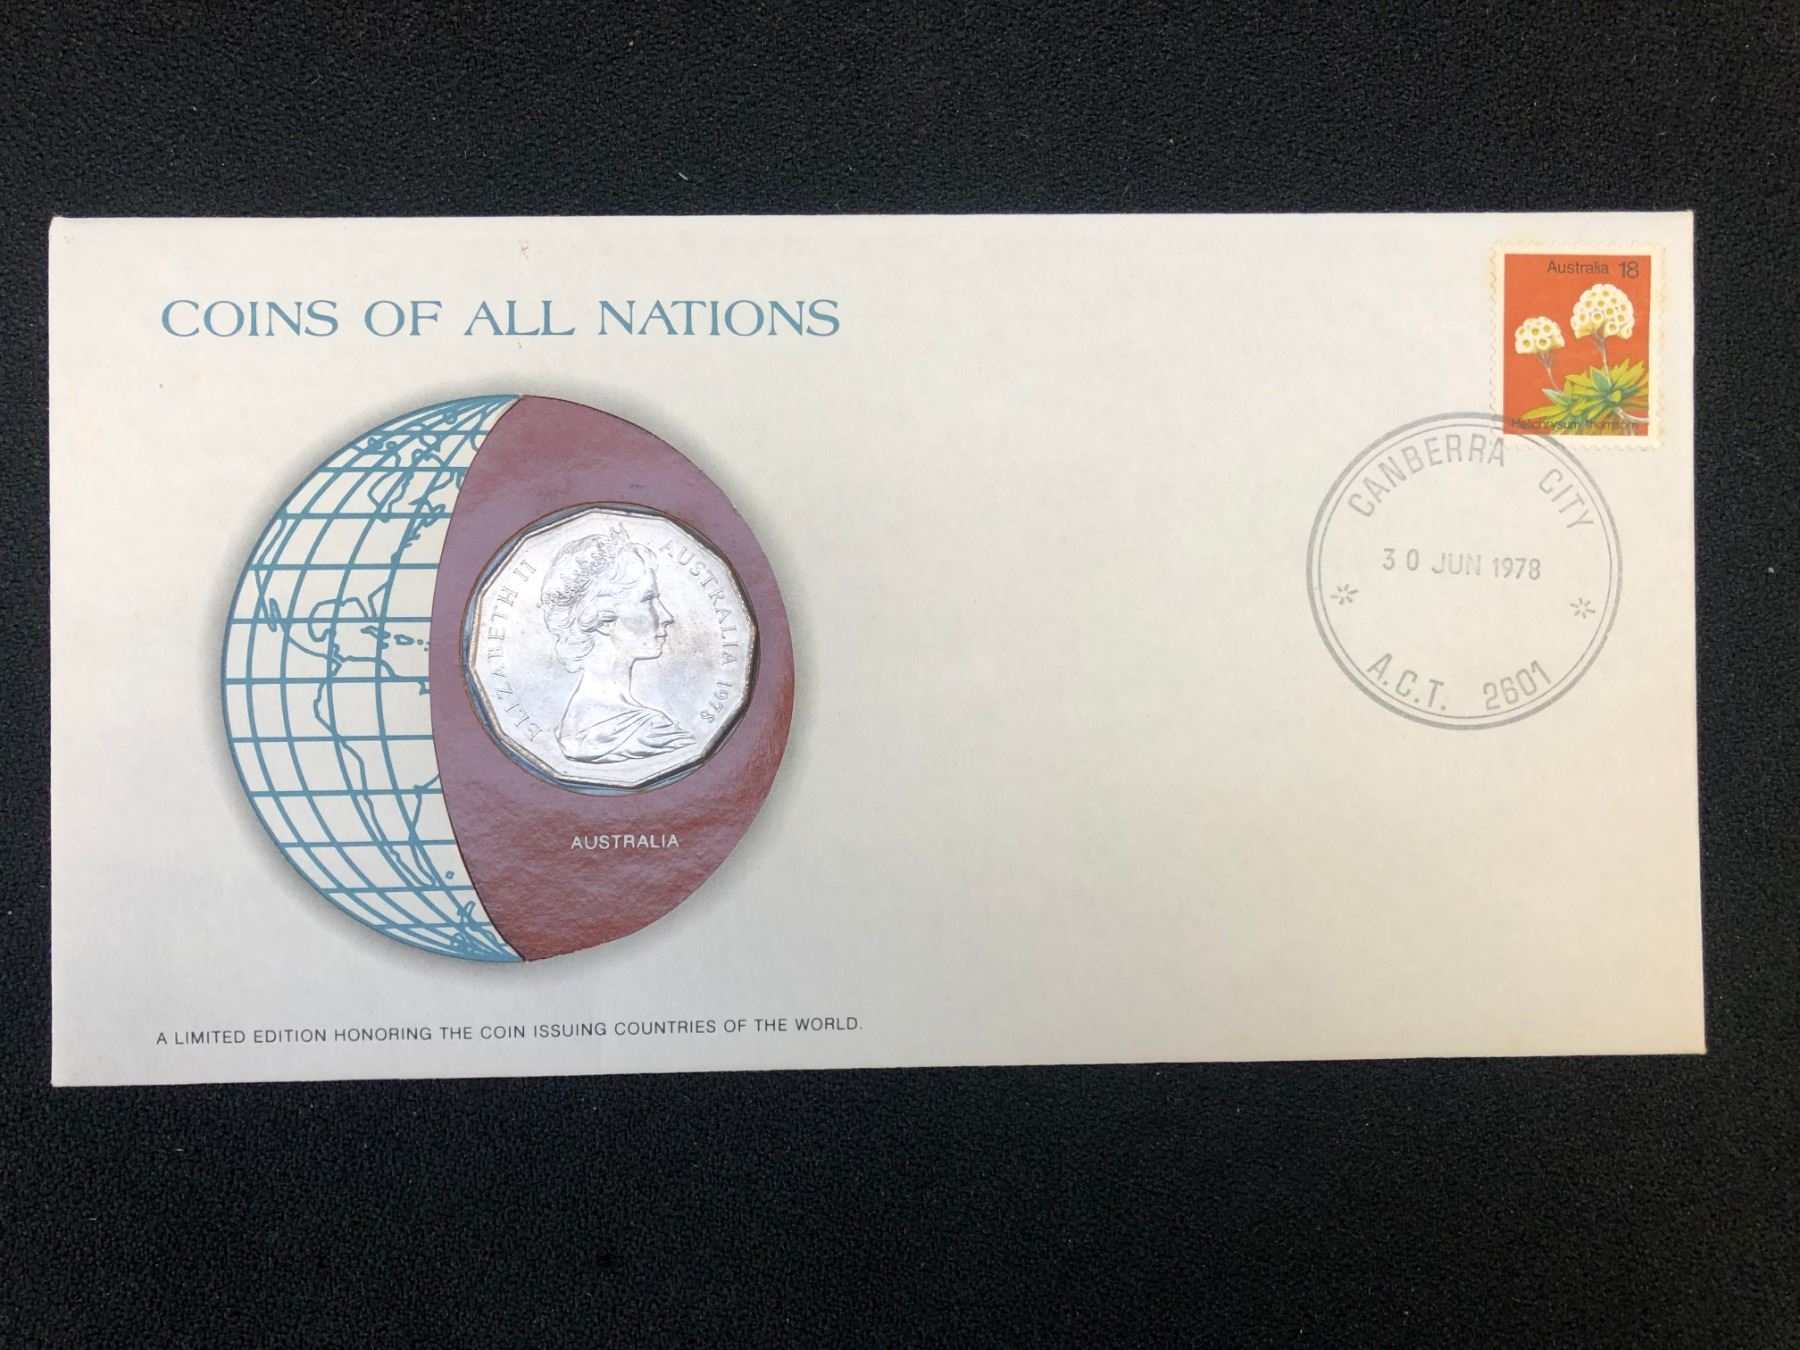 COINS OF ALL NATIONS
Australia 18
Helichrysum thomsonii
CANBERRA CITY
30 JUN 1978
A.C.T. 2601
ELIZABETH II AUSTRALIA 1978
AUSTRALIA
A LIMITED EDITION HONORING THE COIN ISSUING COUNTRIES OF THE WORLD.